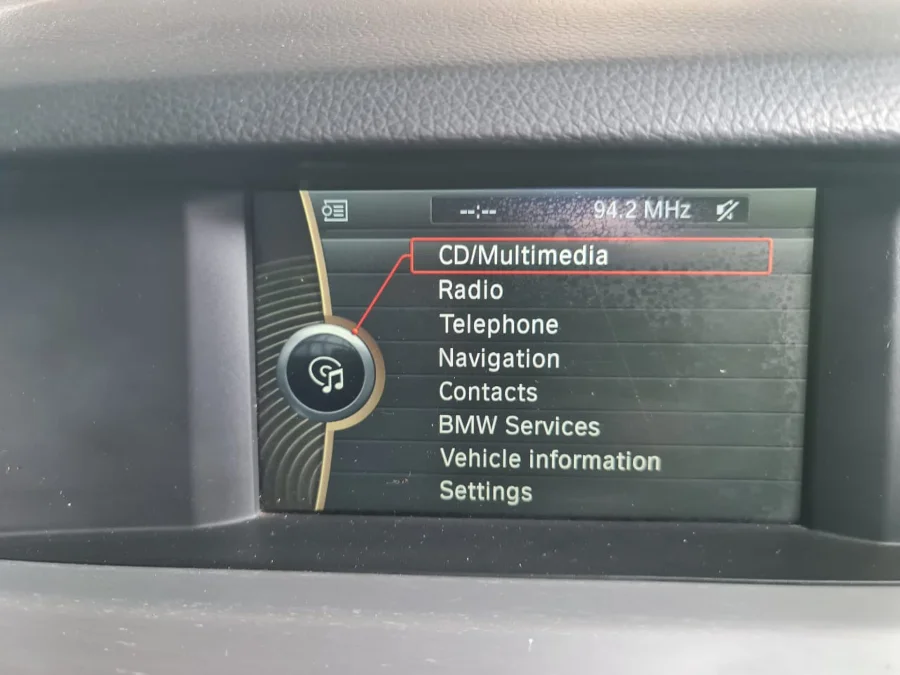 --:-- 94.2 MHz
CD/Multimedia
Radio
Telephone
Navigation
Contacts
BMW Services
Vehicle information
Settings